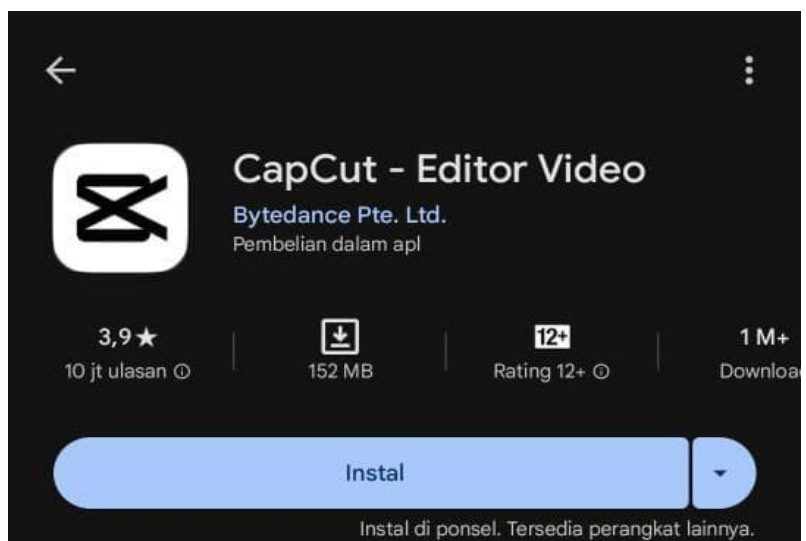 CapCut - Editor Video
Bytedance Pte. Ltd.
Pembelian dalam apl
3,9★
10 jt ulasan
152 MB
12+
Rating 12+
1 M+
Downloa
Instal
Instal di ponsel. Tersedia perangkat lainnya.